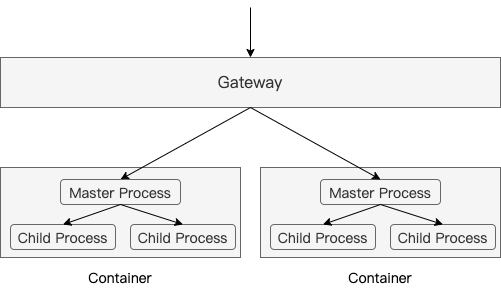 Gateway
Master Process
Child Process
Child Process
Container
Master Process
Child Process
Child Process
Container